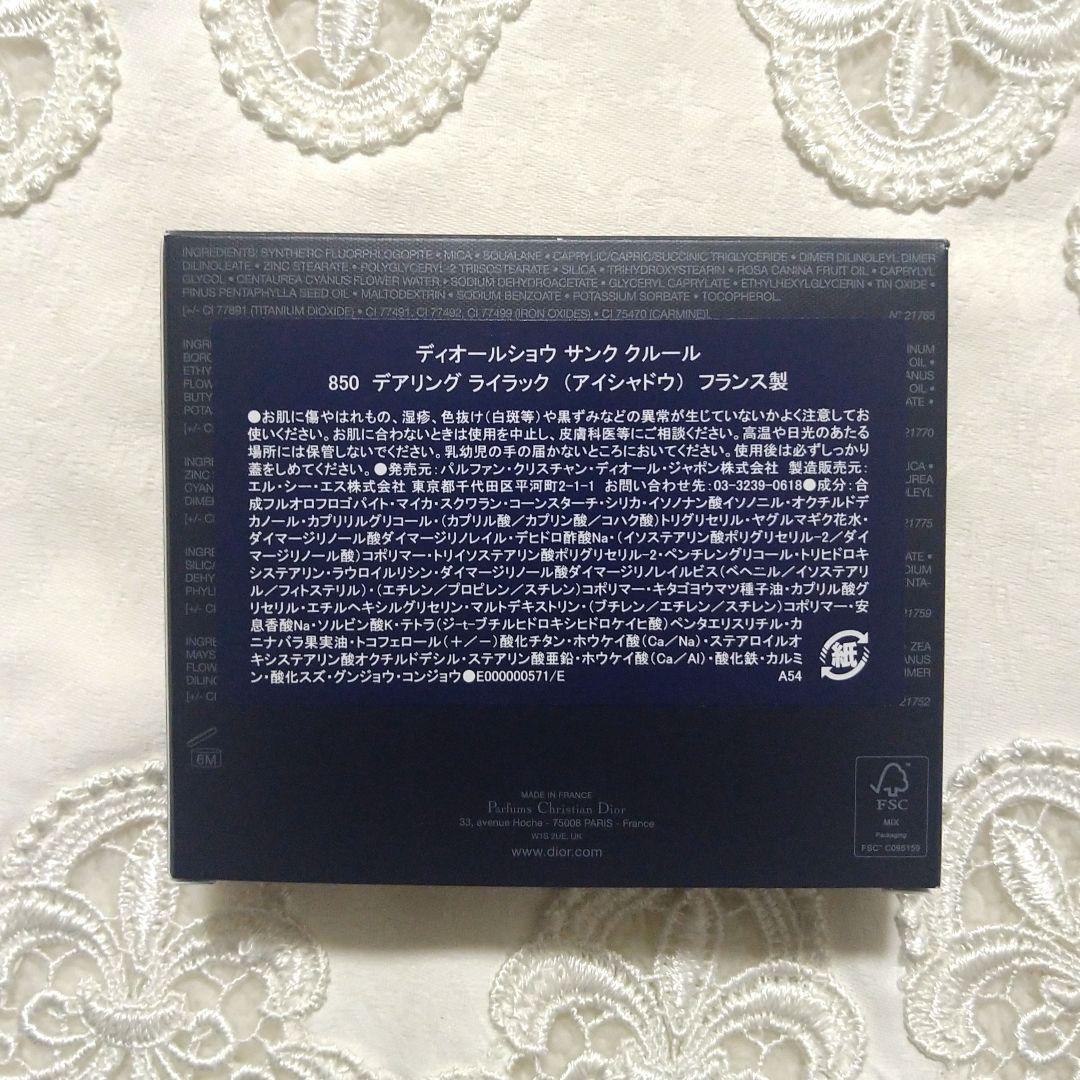 INGREDIENTS: SYNTHETIC FLUORPHLOGOPITE • MICA • SQUALANE • CAPRYLIC/CAPRIC/SUCCINIC TRIGLYCERIDE • DIMER DILINOLEYL DIMER
DILINOLEATE • ZINC STEARATE • POLYGLYCERYL-2 TRIISOSTEARATE • SILICA • TRIHYDROXYSTEARIN • ROSA CANINA FRUIT OIL • CAPRYLYL
GLYCOL • CENTAUREA CYANUS FLOWER WATER • SODIUM DEHYDROACETATE • GLYCERYL CAPRYLATE • ETHYLHEXYLGLYCERIN • TIN OXIDE •
PINUS PENTAPHYLLA SEED OIL • MALTODEXTRIN • SODIUM BENZOATE • POTASSIUM SORBATE • TOCOPHEROL.
[+/- CI 77891 (TITANIUM DIOXIDE) • CI 77491, CI 77492, CI 77499 (IRON OXIDES) • CI 75470 (CARMINE)]. N° 21765
ディオールショウ サンク クルール
850 デアリング ライラック (アイシャドウ) フランス製
●お肌に傷やはれもの、湿疹、色抜け(白斑等)や黒ずみなどの異常が生じていないかよく注意してお
使いください。お肌に合わないときは使用を中止し、皮膚科医等にご相談ください。高温や日光のあたる
場所には保管しないでください。乳幼児の手の届かないところにおいてください。使用後は必ずしっかり
蓋をしめてください。●発売元:パルファン・クリスチャン・ディオール・ジャポン株式会社 製造販売元:
エル・シー・エス株式会社 東京都千代田区平河町2-1-1 お問い合わせ先:03-3239-0618●成分:合
成フルオロフロゴパイト・マイカ・スクワラン・コーンスターチ・シリカ・イソノナン酸イソノニル・オクチルドデ
カノール・カプリリルグリコール・(カプリル酸/カプリン酸/コハク酸)トリグリセリル・ヤグルマギク花水・
ダイマージリノール酸ダイマージリノレイル・デヒドロ酢酸Na・(イソステアリン酸ポリグリセリル-2/ダイ
マージリノール酸)コポリマー・トリイソステアリン酸ポリグリセリル-2・ペンチレングリコール・トリヒドロキ
システアリン・ラウロイルリシン・ダイマージリノール酸ダイマージリノレイルビス(ベヘニル/イソステアリ
ル/フィトステリル)・(エチレン/プロピレン/スチレン)コポリマー・キタゴヨウマツ種子油・カプリル酸グ
リセリル・エチルヘキシルグリセリン・マルトデキストリン・(ブチレン/エチレン/スチレン)コポリマー・安
息香酸Na・ソルビン酸K・テトラ(ジ-t-ブチルヒドロキシヒドロケイヒ酸)ペンタエリスリチル・カ
ニナバラ果実油・トコフェロール(+/-)酸化チタン・ホウケイ酸(Ca/Na)・ステアロイルオ
キシステアリン酸オクチルドデシル・ステアリン酸亜鉛・ホウケイ酸(Ca/Al)・酸化鉄・カルミ
ン・酸化スズ・グンジョウ・コンジョウ●E000000571/E A54
紙
6M
MADE IN FRANCE
Parfums Christian Dior
33, avenue Hoche - 75008 PARIS - France
W1S 2UE, UK
www.dior.com
FSC
MIX
Packaging
FSC™ C095159